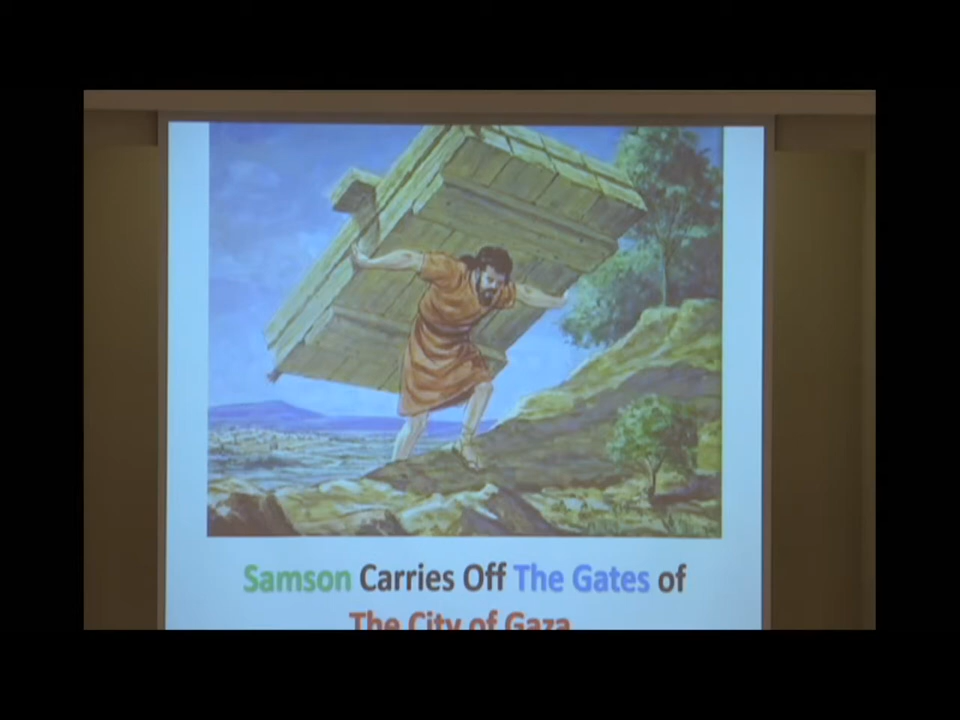 Samson Carries Off The Gates of
The City of Gaza